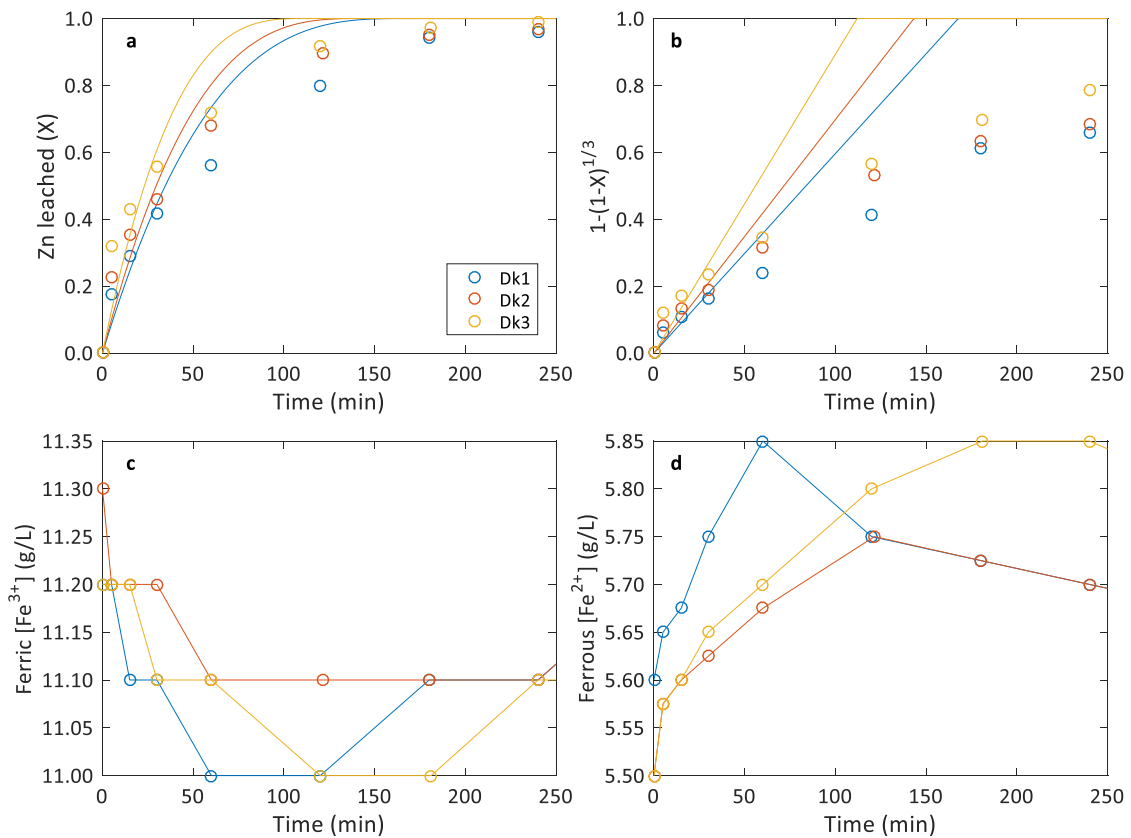 a
Zn leached (X)
1.0
0.8
0.6
0.4
0.2
0.0
0 50 100 150 200 250
Time (min)
Dk1
Dk2
Dk3
b
1-(1-X)^{1/3}
1.0
0.8
0.6
0.4
0.2
0.0
0 50 100 150 200 250
Time (min)
c
Ferric [Fe^{3+}] (g/L)
11.35
11.30
11.25
11.20
11.15
11.10
11.05
11.00
0 50 100 150 200 250
Time (min)
d
Ferrous [Fe^{2+}] (g/L)
5.85
5.80
5.75
5.70
5.65
5.60
5.55
5.50
0 50 100 150 200 250
Time (min)